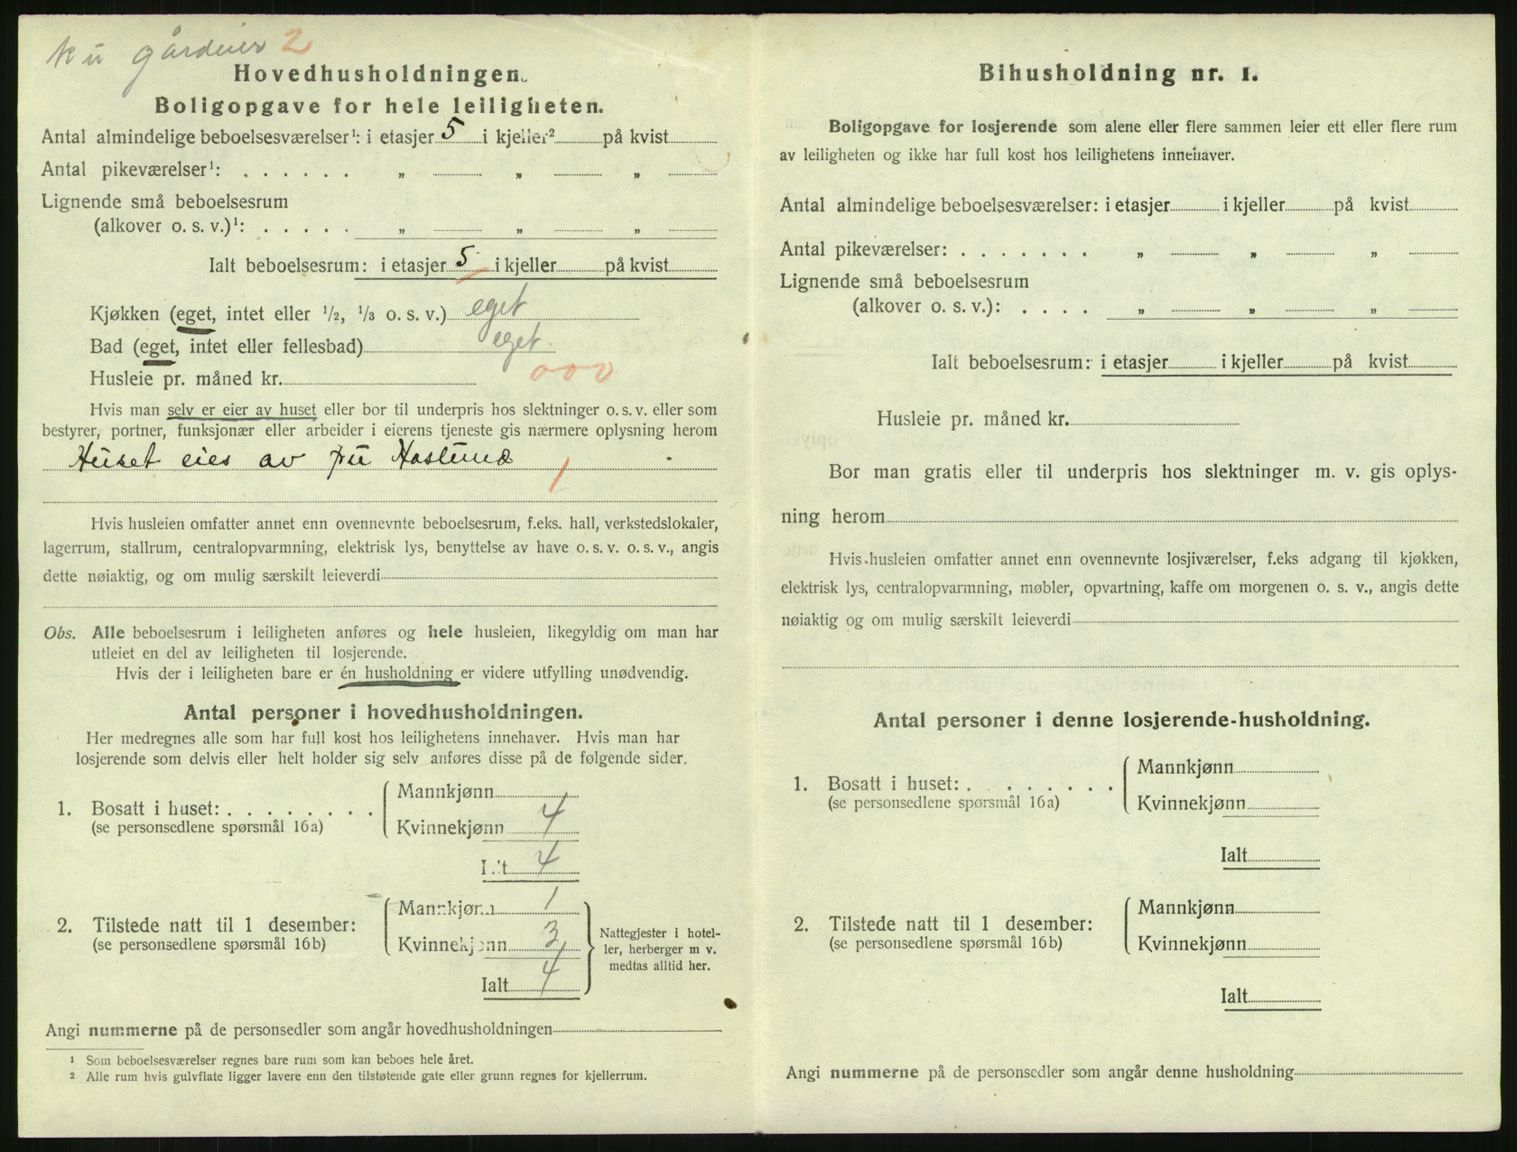 gårdeier 2
Hovedhusholdningen.
Boligopgave for hele leiligheten.
Antal almindelige beboelsesværelser¹: i etasjer 5 i kjeller² på kvist
Antal pikeværelser¹: . . . . . . „ „ „
Lignende små beboelsesrum
(alkover o. s. v.)¹: . . . . . „ „ „
Ialt beboelsesrum: i etasjer 5 i kjeller på kvist
Kjøkken (eget, intet eller ½, ⅓ o. s. v.) eget
Bad (eget, intet eller fellesbad) eget
Husleie pr. måned kr. 000
Hvis man selv er eier av huset eller bor til underpris hos slektninger o. s. v. eller som
bestyrer, portner, funksjonær eller arbeider i eierens tjeneste gis nærmere oplysning herom
Huset eies av fru Haslund
1
Hvis husleien omfatter annet enn ovennevnte beboelsesrum, f.eks. hall, verkstedslokaler,
lagerrum, stallrum, centralopvarmning, elektrisk lys, benyttelse av have o. s. v. o. s. v., angis
dette nøiaktig, og om mulig særskilt leieverdi
Obs. Alle beboelsesrum i leiligheten anføres og hele husleien, likegyldig om man har
utleiet en del av leiligheten til losjerende.
Hvis der i leiligheten bare er én husholdning er videre utfylling unødvendig.
Antal personer i hovedhusholdningen.
Her medregnes alle som har full kost hos leilighetens innehaver. Hvis man har
losjerende som delvis eller helt holder sig selv anføres disse på de følgende sider.
1. Bosatt i huset: . . . . . . . .
(se personsedlene spørsmål 16a)
Mannkjønn
Kvinnekjønn 4
Ialt 4
2. Tilstede natt til 1 desember:
(se personsedlene spørsmål 16b)
Mannkjønn 1
Kvinnekjønn 3
Ialt 4
Nattegjester i hotel-
ler, herberger m v.
medtas alltid her.
Angi nummerne på de personsedler som angår hovedhusholdningen
¹ Som beboelsesværelser regnes bare rum som kan beboes hele året.
² Alle rum hvis gulvflate ligger lavere enn den tilstøtende gate eller grunn regnes for kjellerrum.
Bihusholdning nr. 1.
Boligopgave for losjerende som alene eller flere sammen leier ett eller flere rum
av leiligheten og ikke har full kost hos leilighetens innehaver.
Antal almindelige beboelsesværelser: i etasjer i kjeller på kvist
Antal pikeværelser: . . . . . . . „ „ „
Lignende små beboelsesrum
(alkover o. s. v.): . . . . „ „ „
Ialt beboelsesrum: i etasjer i kjeller på kvist
Husleie pr. måned kr.
Bor man gratis eller til underpris hos slektninger m. v. gis oplys-
ning herom
Hvis husleien omfatter annet enn ovennevnte losjiværelser, f.eks adgang til kjøkken,
elektrisk lys, centralopvarmning, møbler, opvartning, kaffe om morgenen o. s. v., angis dette
nøiaktig og om mulig særskilt leieverdi
Antal personer i denne losjerende-husholdning.
1. Bosatt i huset: . . . . . . .
(se personsedlene spørsmål 16a)
Mannkjønn
Kvinnekjønn
Ialt
2. Tilstede natt til 1 desember:
(se personsedlene spørsmål 16b)
Mannkjønn
Kvinnekjønn
Ialt
Angi nummerne på de personsedler som angår denne husholdning